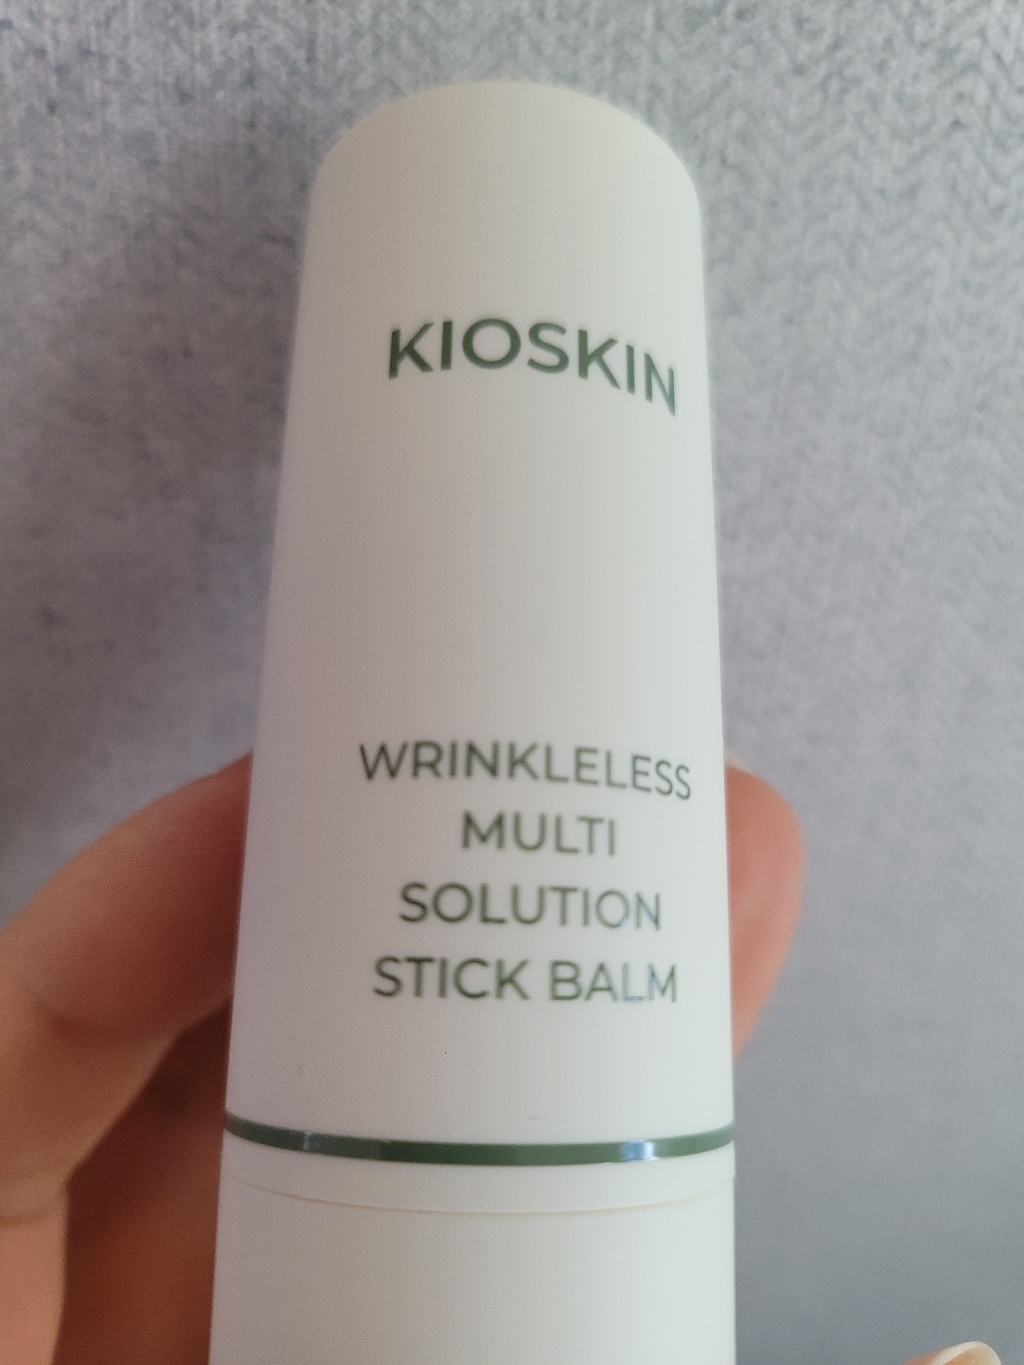 KIOSKIN
WRINKLELESS
MULTI
SOLUTION
STICK BALM